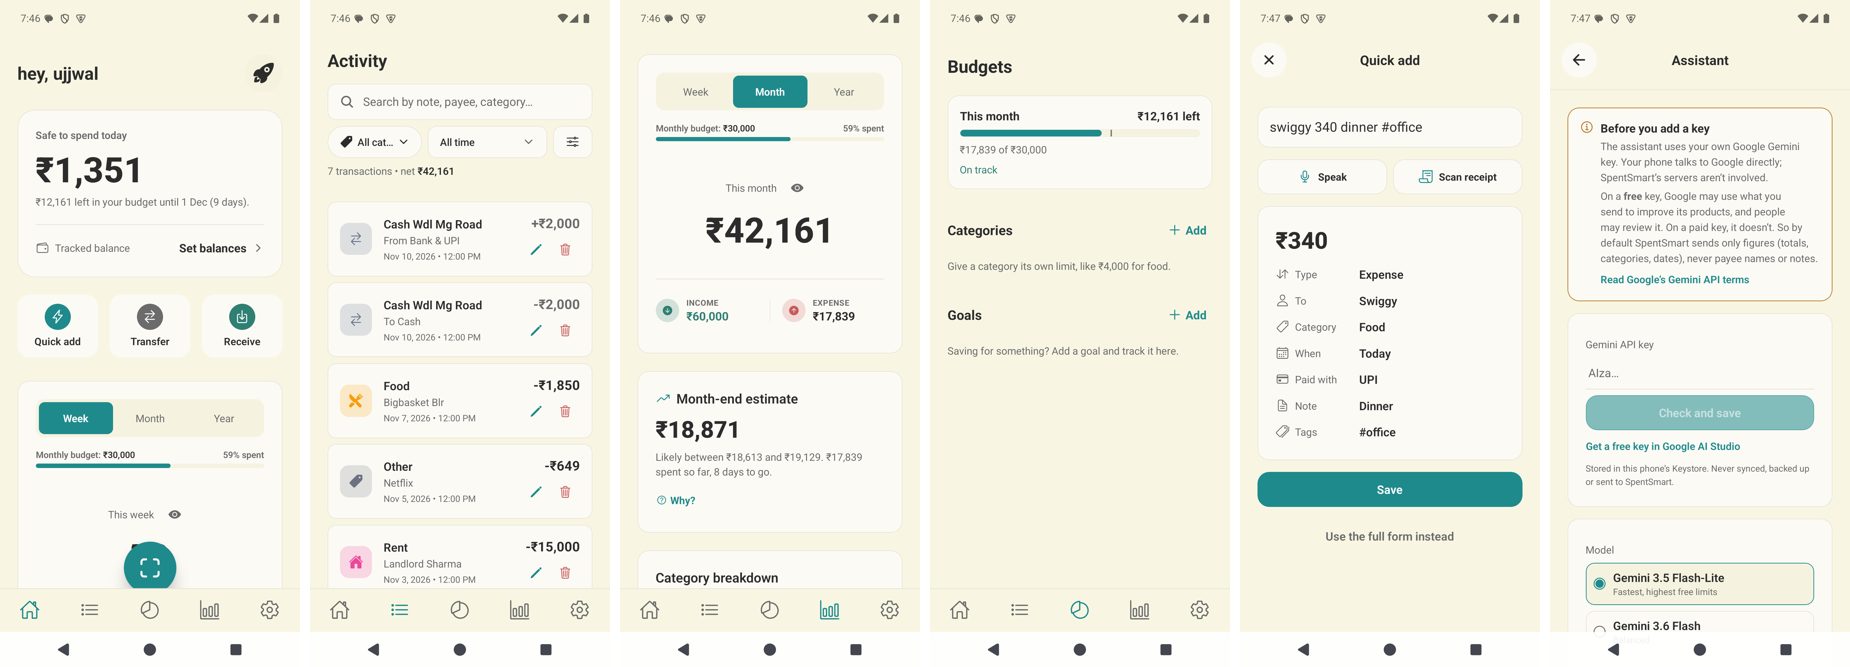 7:46
hey, ujjwal
Safe to spend today
₹1,351
₹12,161 left in your budget until 1 Dec (9 days).
Tracked balance
Set balances
Quick add
Transfer
Receive
Week
Month
Year
Monthly budget: ₹30,000
59% spent
This week
7:46
Activity
Search by note, payee, category...
All cat...
All time
7 transactions • net ₹42,161
Cash Wdl Mg Road
+₹2,000
From Bank & UPI
Nov 10, 2026 • 12:00 PM
Cash Wdl Mg Road
-₹2,000
To Cash
Nov 10, 2026 • 12:00 PM
Food
-₹1,850
Bigbasket Blr
Nov 7, 2026 • 12:00 PM
Other
-₹649
Netflix
Nov 5, 2026 • 12:00 PM
Rent
-₹15,000
Landlord Sharma
Nov 3, 2026 • 12:00 PM
7:46
Week
Month
Year
Monthly budget: ₹30,000
59% spent
This month
₹42,161
INCOME
₹60,000
EXPENSE
₹17,839
Month-end estimate
₹18,871
Likely between ₹18,613 and ₹19,129. ₹17,839
spent so far, 8 days to go.
Why?
Category breakdown
7:46
Budgets
This month
₹12,161 left
₹17,839 of ₹30,000
On track
Categories
+ Add
Give a category its own limit, like ₹4,000 for food.
Goals
+ Add
Saving for something? Add a goal and track it here.
7:47
Quick add
swiggy 340 dinner #office
Speak
Scan receipt
₹340
Type
Expense
To
Swiggy
Category
Food
When
Today
Paid with
UPI
Note
Dinner
Tags
#office
Save
Use the full form instead
7:47
Assistant
Before you add a key
The assistant uses your own Google Gemini
key. Your phone talks to Google directly;
SpentSmart's servers aren't involved.
On a free key, Google may use what you
send to improve its products, and people
may review it. On a paid key, it doesn't. So by
default SpentSmart sends only figures (totals,
categories, dates), never payee names or notes.
Read Google's Gemini API terms
Gemini API key
AIza...
Check and save
Get a free key in Google AI Studio
Stored in this phone's Keystore. Never synced, backed up
or sent to SpentSmart.
Model
Gemini 3.5 Flash-Lite
Fastest, highest free limits
Gemini 3.6 Flash